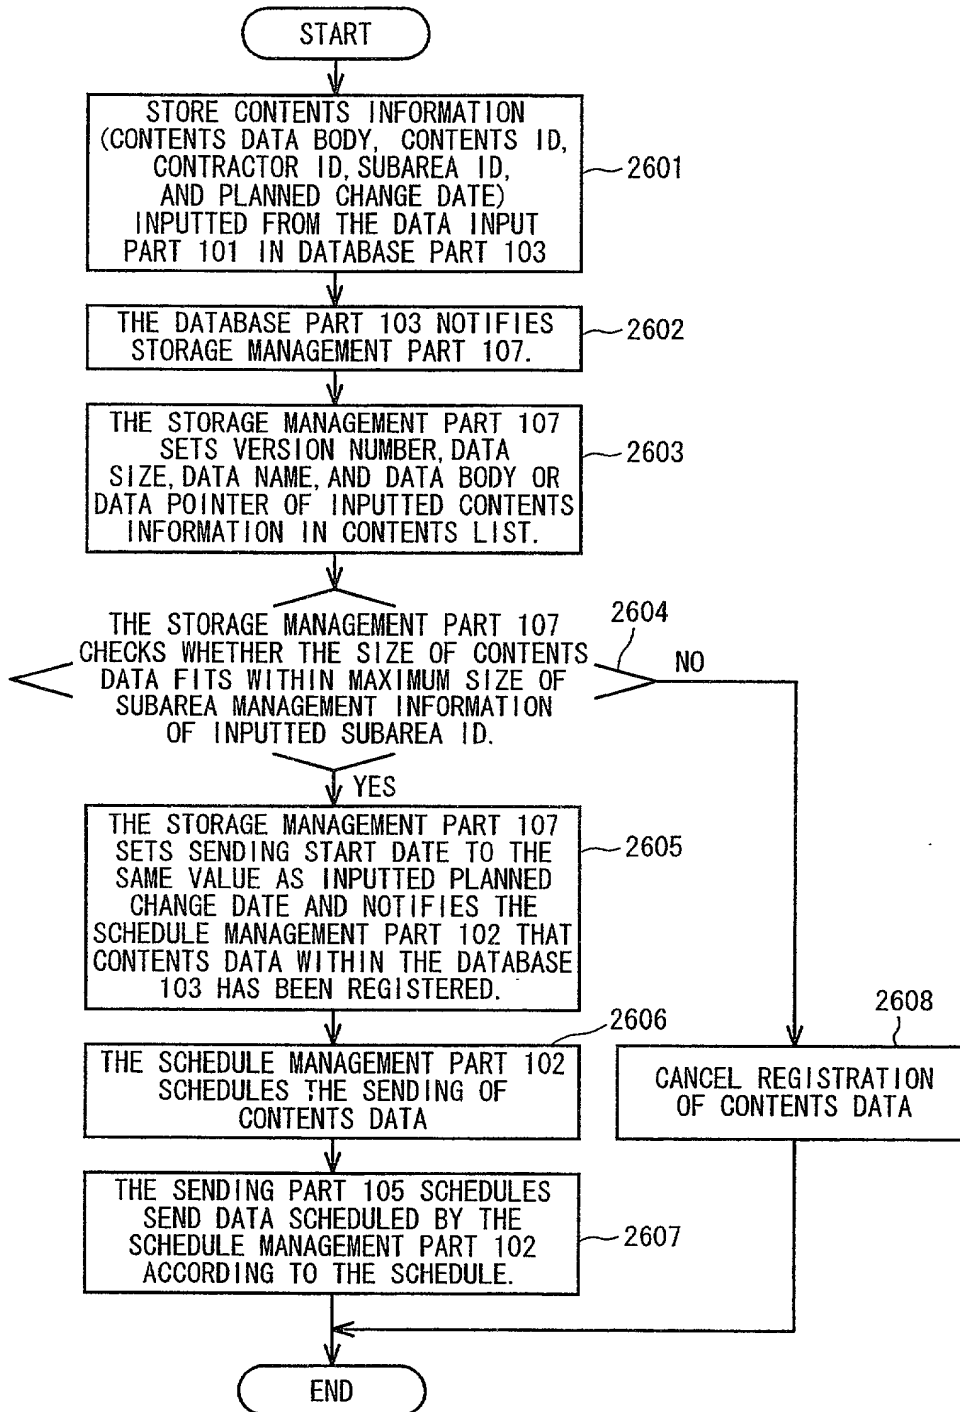 START
STORE CONTENTS INFORMATION
(CONTENTS DATA BODY, CONTENTS ID,
CONTRACTOR ID, SUBAREA ID,
AND PLANNED CHANGE DATE)
INPUTTED FROM THE DATA INPUT
PART 101 IN DATABASE PART 103
2601
THE DATABASE PART 103 NOTIFIES
STORAGE MANAGEMENT PART 107.
2602
THE STORAGE MANAGEMENT PART 107
SETS VERSION NUMBER, DATA
SIZE, DATA NAME, AND DATA BODY OR
DATA POINTER OF INPUTTED CONTENTS
INFORMATION IN CONTENTS LIST.
2603
THE STORAGE MANAGEMENT PART 107
CHECKS WHETHER THE SIZE OF CONTENTS
DATA FITS WITHIN MAXIMUM SIZE OF
SUBAREA MANAGEMENT INFORMATION
OF INPUTTED SUBAREA ID.
2604
NO
YES
THE STORAGE MANAGEMENT PART 107
SETS SENDING START DATE TO THE
SAME VALUE AS INPUTTED PLANNED
CHANGE DATE AND NOTIFIES THE
SCHEDULE MANAGEMENT PART 102 THAT
CONTENTS DATA WITHIN THE DATABASE
103 HAS BEEN REGISTERED.
2605
THE SCHEDULE MANAGEMENT PART 102
SCHEDULES THE SENDING OF
CONTENTS DATA
2606
CANCEL REGISTRATION
OF CONTENTS DATA
2608
THE SENDING PART 105 SCHEDULES
SEND DATA SCHEDULED BY THE
SCHEDULE MANAGEMENT PART 102
ACCORDING TO THE SCHEDULE.
2607
END